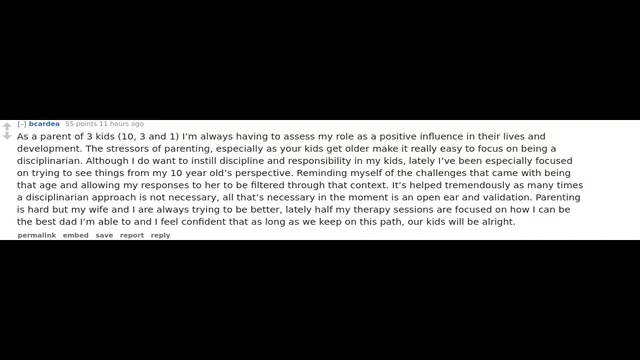 [–] bcardea 55 points 11 hours ago
As a parent of 3 kids (10, 3 and 1) I’m always having to assess my role as a positive influence in their lives and
development. The stressors of parenting, especially as your kids get older make it really easy to focus on being a
disciplinarian. Although I do want to instill discipline and responsibility in my kids, lately I’ve been especially focused
on trying to see things from my 10 year old’s perspective. Reminding myself of the challenges that came with being
that age and allowing my responses to her to be filtered through that context. It’s helped tremendously as many times
a disciplinarian approach is not necessary, all that’s necessary in the moment is an open ear and validation. Parenting
is hard but my wife and I are always trying to be better, lately half my therapy sessions are focused on how I can be
the best dad I’m able to and I feel confident that as long as we keep on this path, our kids will be alright.
permalink embed save report reply